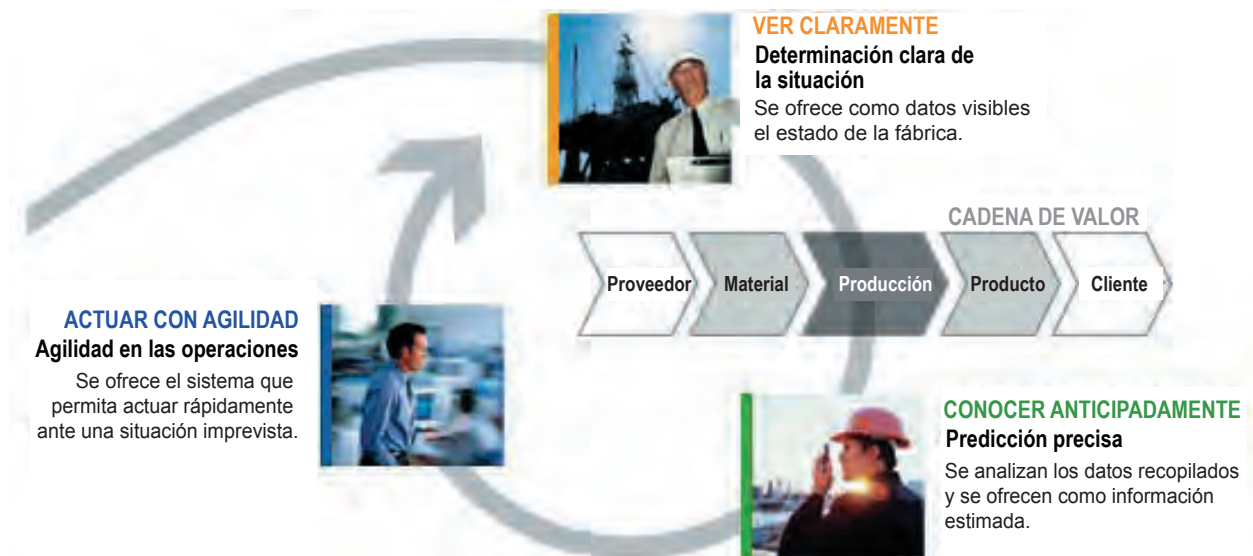 VER CLARAMENTE
Determinación clara de
la situación
Se ofrece como datos visibles
el estado de la fábrica.
CADENA DE VALOR
Proveedor
Material
Producción
Producto
Cliente
ACTUAR CON AGILIDAD
Agilidad en las operaciones
Se ofrece el sistema que
permita actuar rápidamente
ante una situación imprevista.
CONOCER ANTICIPADAMENTE
Predicción precisa
Se analizan los datos recopilados
y se ofrecen como información
estimada.